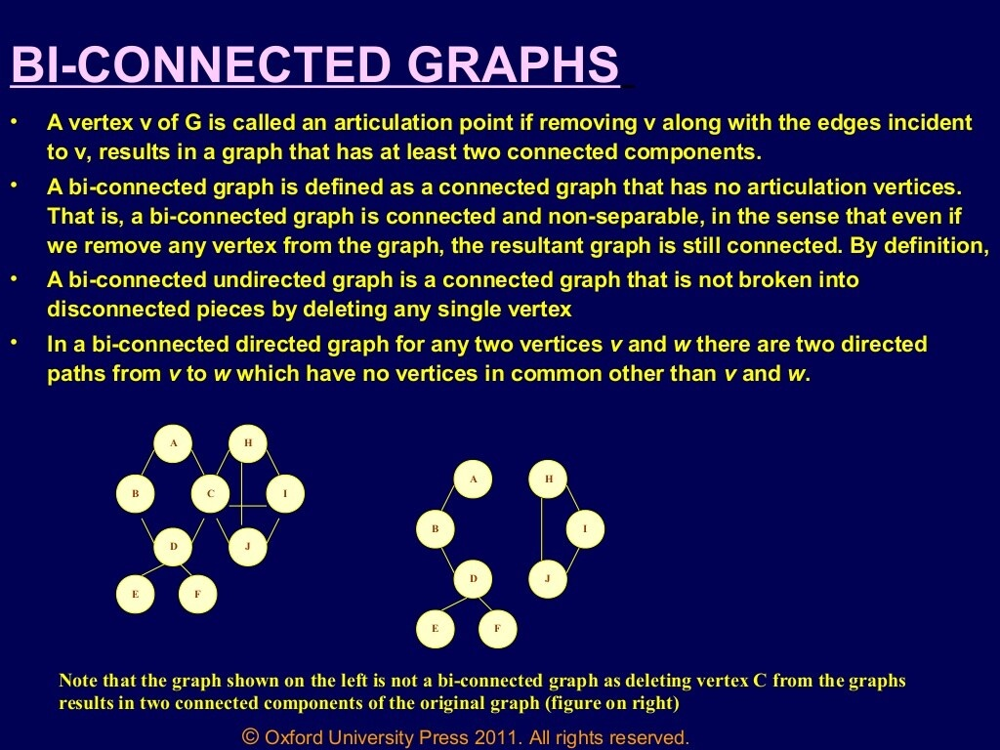 BI-CONNECTED GRAPHS
• A vertex v of G is called an articulation point if removing v along with the edges incident
to v, results in a graph that has at least two connected components.
• A bi-connected graph is defined as a connected graph that has no articulation vertices.
That is, a bi-connected graph is connected and non-separable, in the sense that even if
we remove any vertex from the graph, the resultant graph is still connected. By definition,
• A bi-connected undirected graph is a connected graph that is not broken into
disconnected pieces by deleting any single vertex
• In a bi-connected directed graph for any two vertices v and w there are two directed
paths from v to w which have no vertices in common other than v and w.
A H
B C I
D J
E F
A H
B I
D J
E F
Note that the graph shown on the left is not a bi-connected graph as deleting vertex C from the graphs
results in two connected components of the original graph (figure on right)
© Oxford University Press 2011. All rights reserved.